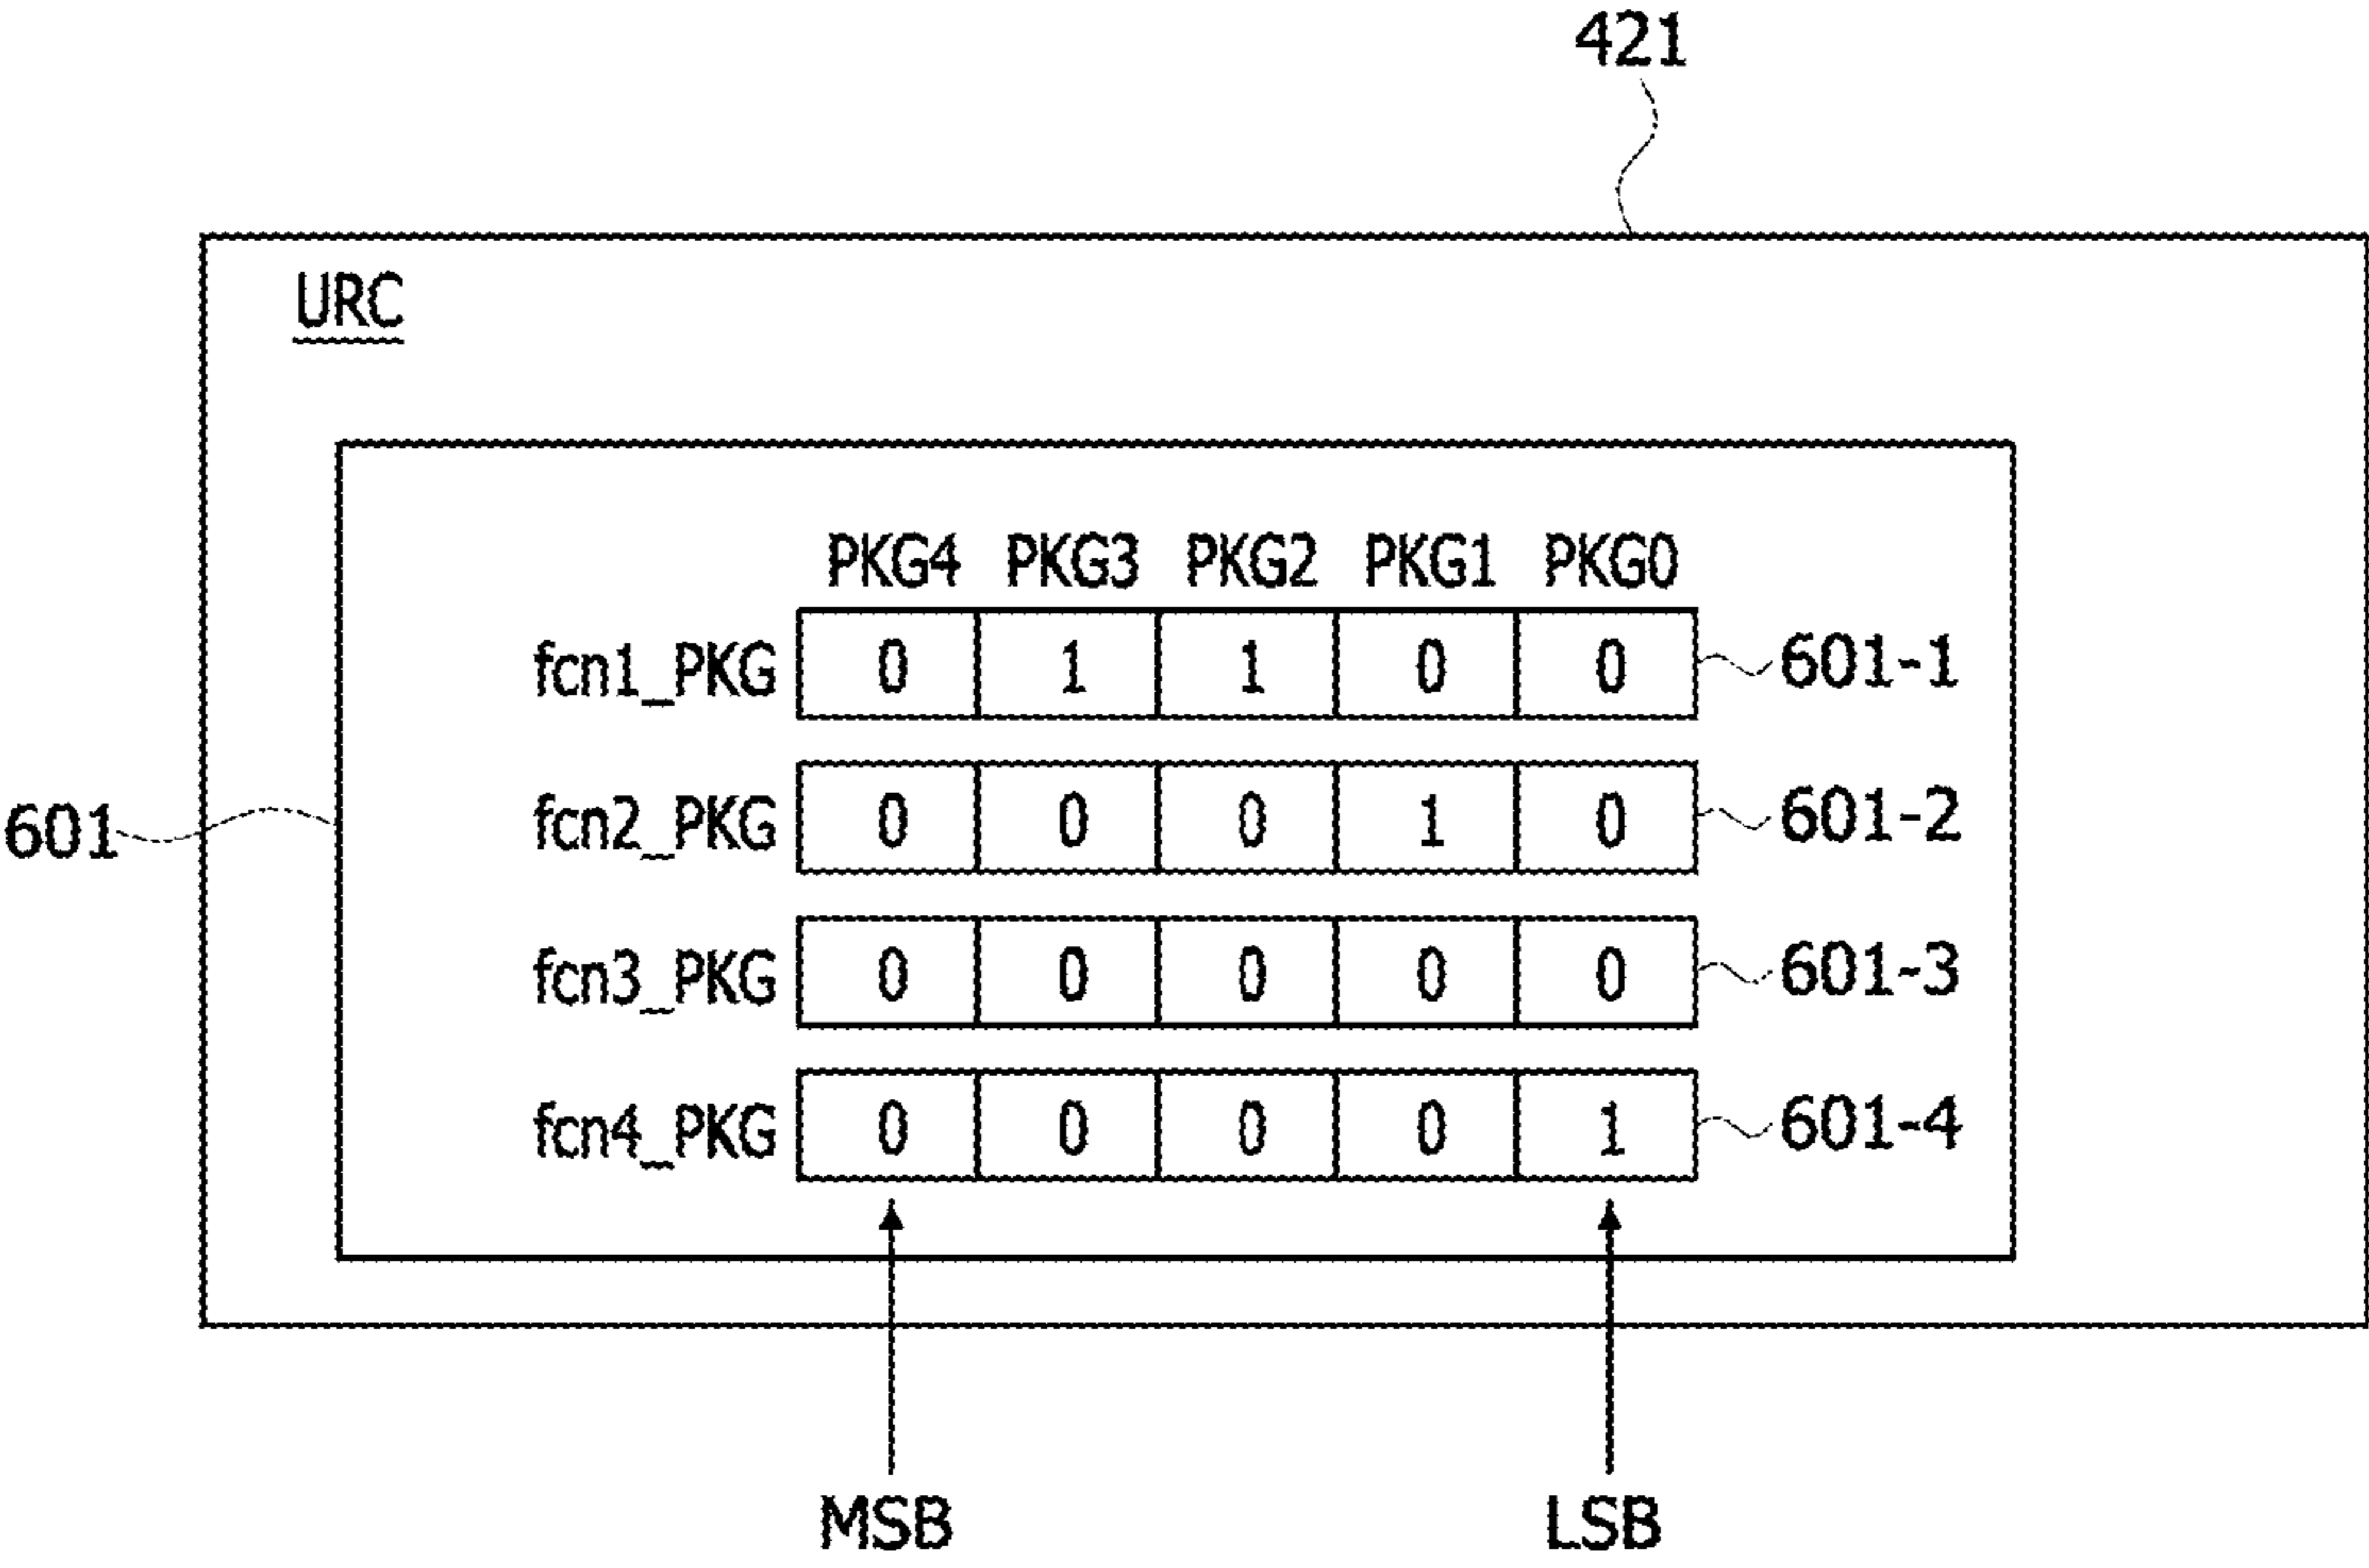 421
URC
PKG4 PKG3 PKG2 PKG1 PKG0
fcn1_PKG 0 1 1 0 0 601-1
fcn2_PKG 0 0 0 1 0 601-2
601
fcn3_PKG 0 0 0 0 0 601-3
fcn4_PKG 0 0 0 0 1 601-4
MSB LSB